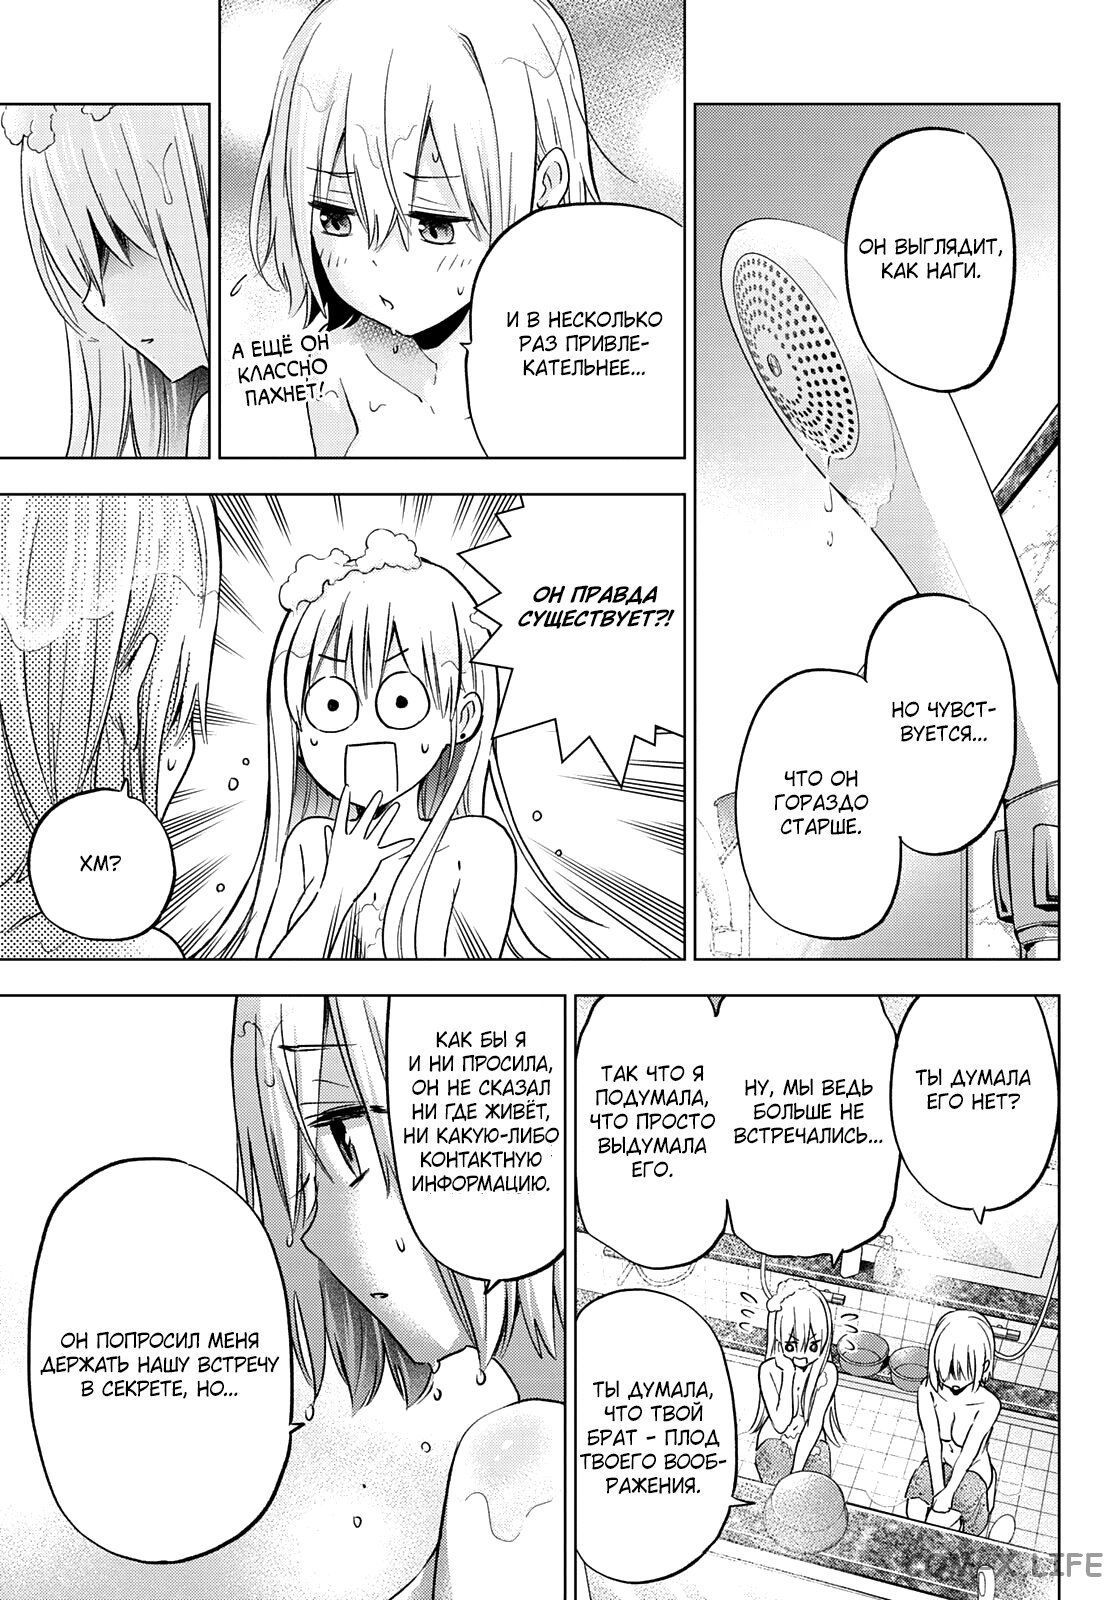 ОН ВЫГЛЯДИТ,
КАК НАГИ.
НО ЧУВСТ-
ВУЕТСЯ...
ЧТО ОН
ГОРАЗДО
СТАРШЕ.
И В НЕСКОЛЬКО
РАЗ ПРИВЛЕ-
КАТЕЛЬНЕЕ...
А ЕЩЁ ОН
КЛАССНО
ПАХНЕТ!
ОН ПРАВДА
СУЩЕСТВУЕТ?!
ХМ?
ТЫ ДУМАЛА
ЕГО НЕТ?
НУ, МЫ ВЕДЬ
БОЛЬШЕ НЕ
ВСТРЕЧАЛИСЬ...
ТАК ЧТО Я
ПОДУМАЛА,
ЧТО ПРОСТО
ВЫДУМАЛА
ЕГО.
ТЫ ДУМАЛА,
ЧТО ТВОЙ
БРАТ - ПЛОД
ТВОЕГО ВООБ-
РАЖЕНИЯ.
КАК БЫ Я
И НИ ПРОСИЛА,
ОН НЕ СКАЗАЛ
НИ ГДЕ ЖИВЁТ,
НИ КАКУЮ-ЛИБО
КОНТАКТНУЮ
ИНФОРМАЦИЮ.
ОН ПОПРОСИЛ МЕНЯ
ДЕРЖАТЬ НАШУ ВСТРЕЧУ
В СЕКРЕТЕ, НО...